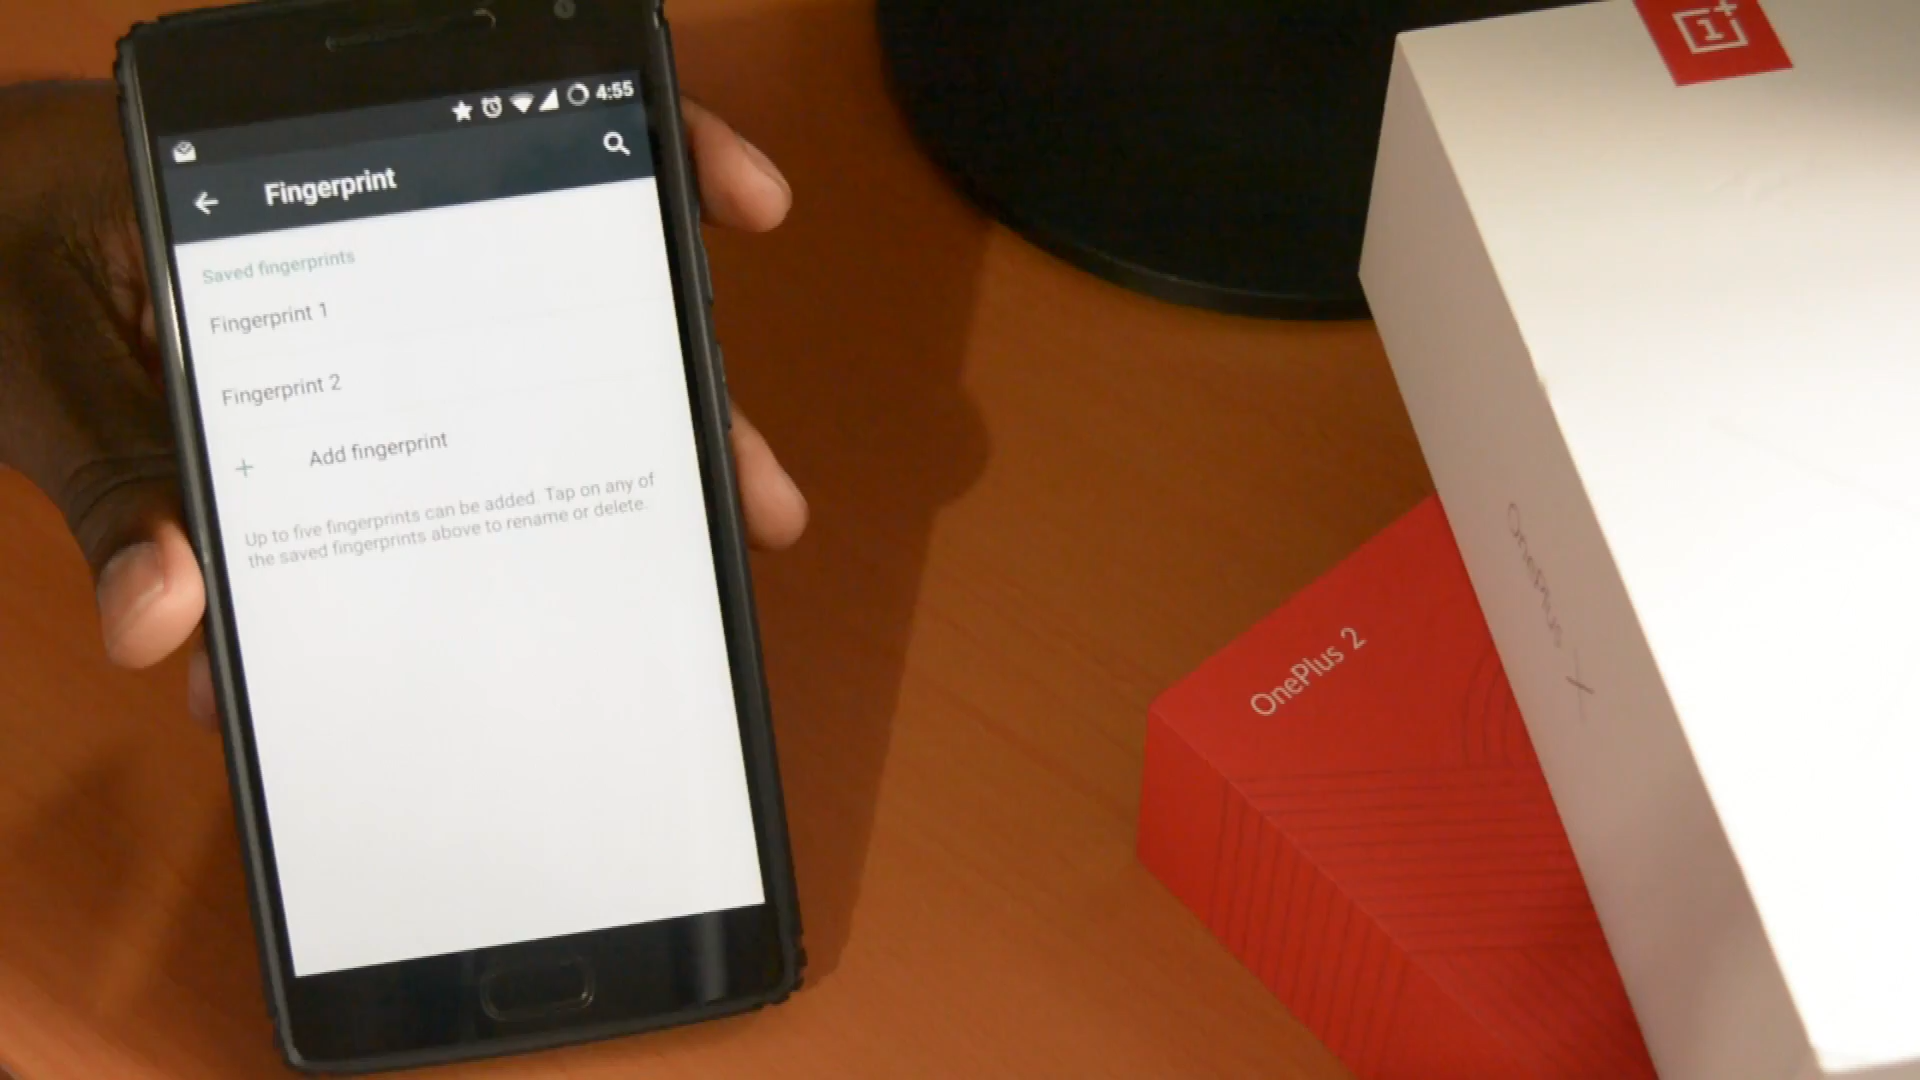 4:55
Fingerprint
Saved fingerprints
Fingerprint 1
Fingerprint 2
+ Add fingerprint
Up to five fingerprints can be added. Tap on any of
the saved fingerprints above to rename or delete.
1+
OnePlus X
OnePlus 2